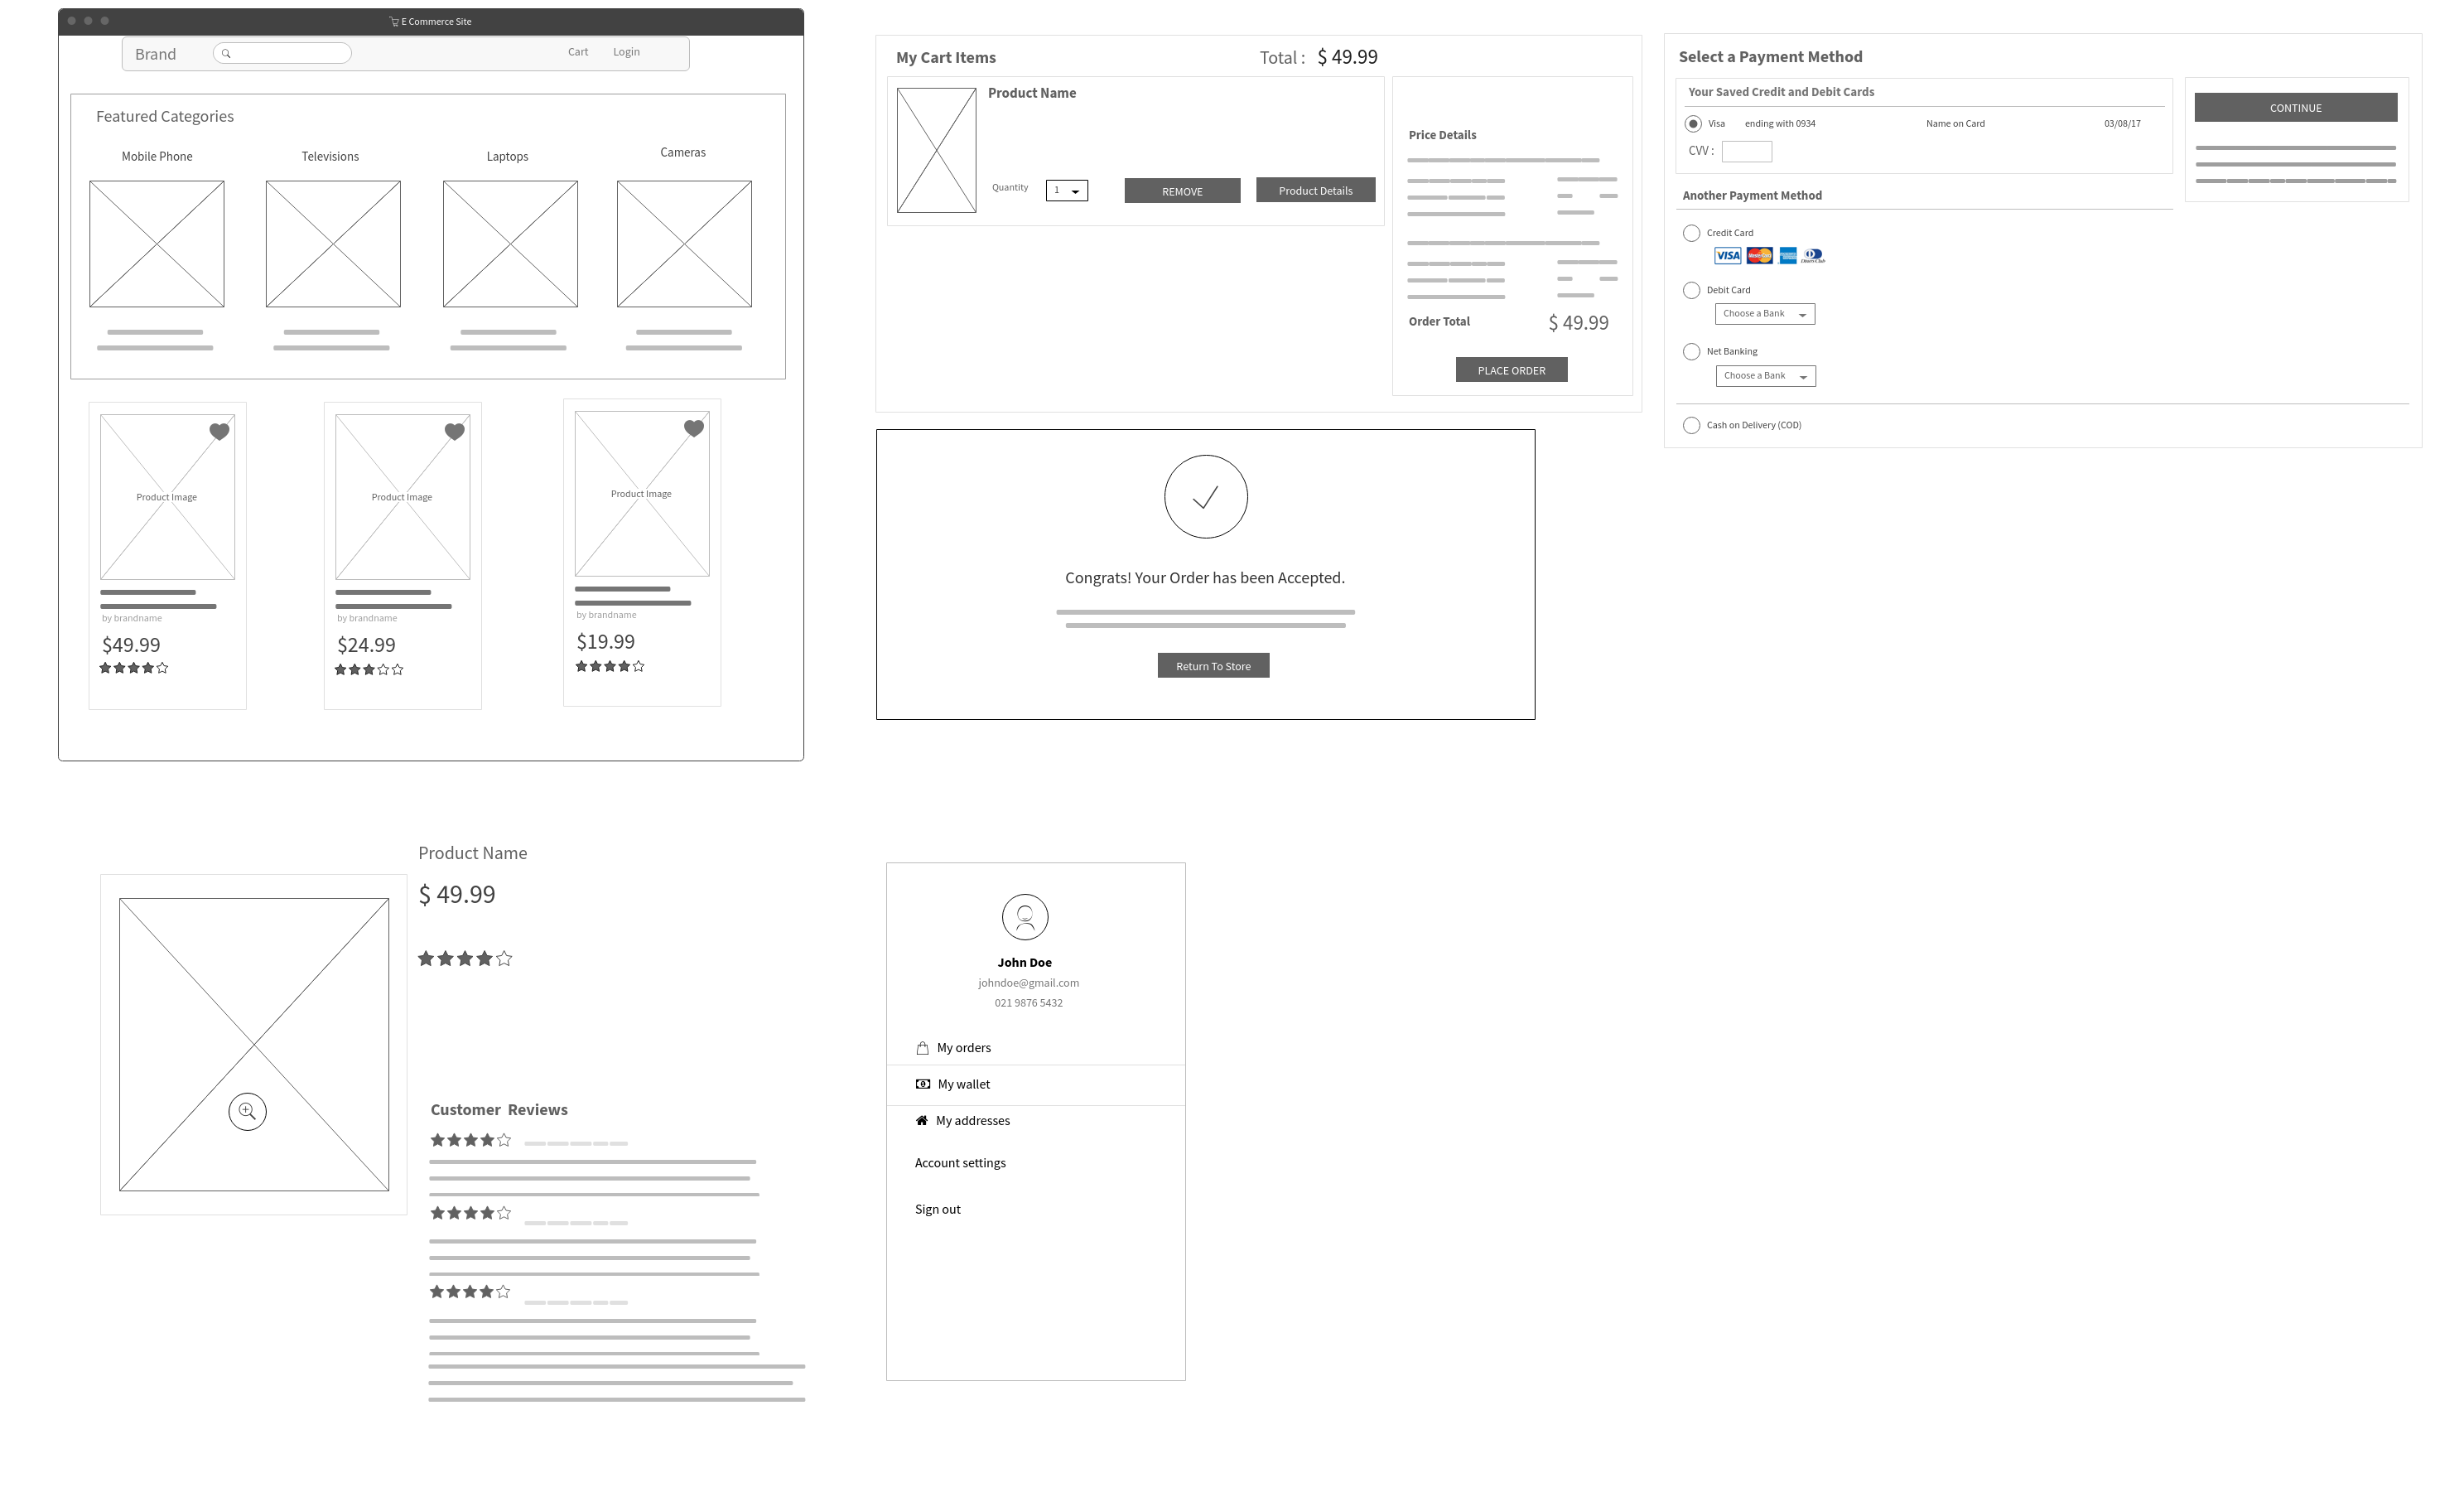 E Commerce Site
Brand
Cart Login
Featured Categories
Mobile Phone Televisions Laptops Cameras
Product Image Product Image Product Image
by brandname by brandname by brandname
$49.99 $24.99 $19.99
My Cart Items Total : $ 49.99
Product Name
Quantity 1 REMOVE Product Details
Price Details
Order Total $ 49.99
PLACE ORDER
Select a Payment Method
Your Saved Credit and Debit Cards
Visa ending with 0934 Name on Card 03/08/17
CVV :
CONTINUE
Another Payment Method
Credit Card
VISA MasterCard Diners Club
Debit Card
Choose a Bank
Net Banking
Choose a Bank
Cash on Delivery (COD)
Congrats! Your Order has been Accepted.
Return To Store
Product Name
$ 49.99
Customer Reviews
John Doe
johndoe@gmail.com
021 9876 5432
My orders
My wallet
My addresses
Account settings
Sign out